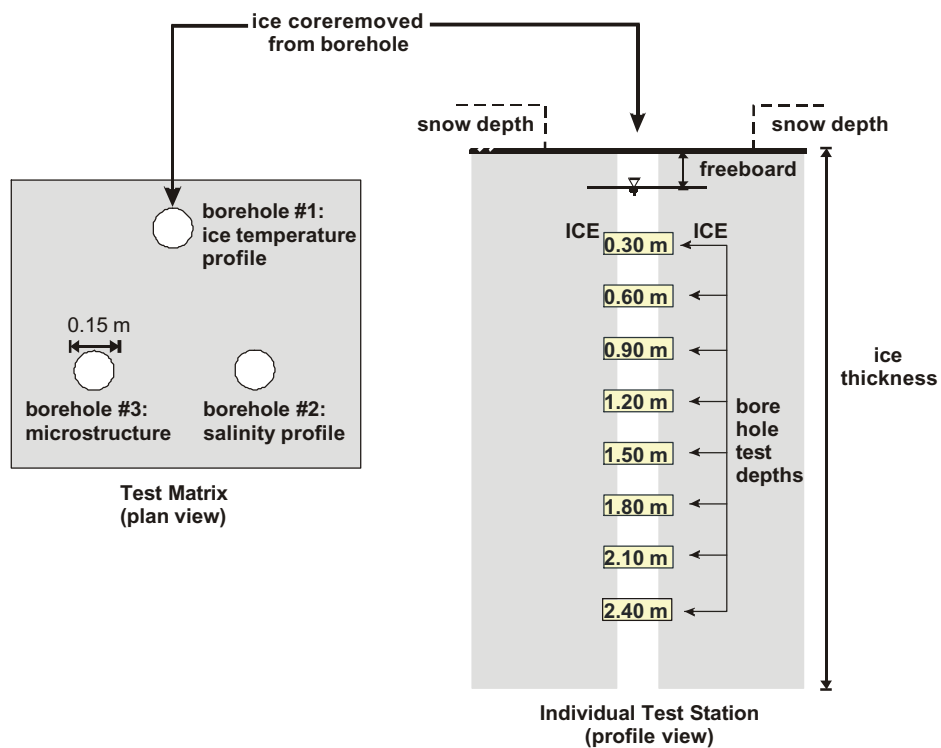 ice coreremoved
from borehole
borehole #1:
ice temperature
profile
0.15 m
borehole #3:
microstructure
borehole #2:
salinity profile
Test Matrix
(plan view)
snow depth
snow depth
freeboard
ICE
ICE
0.30 m
0.60 m
0.90 m
1.20 m
1.50 m
1.80 m
2.10 m
2.40 m
bore
hole
test
depths
ice
thickness
Individual Test Station
(profile view)